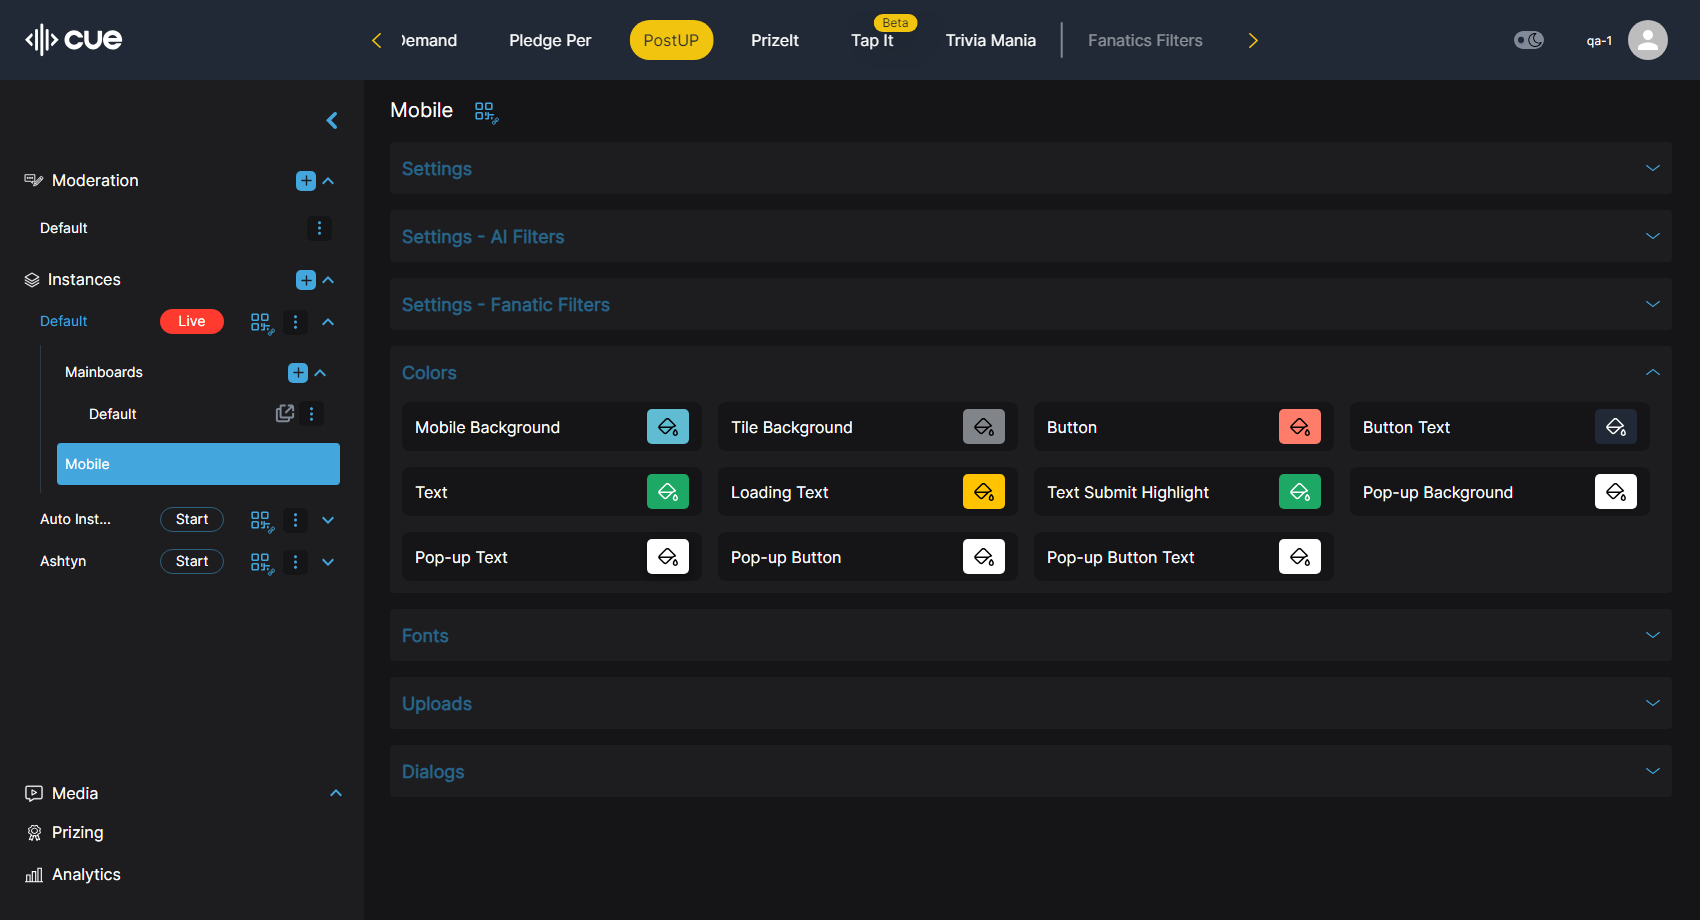 cue
Demand
Pledge Per
PostUP
PrizeIt
Beta
Tap It
Trivia Mania
Fanatics Filters
qa-1
Moderation
Default
Instances
Default
Live
Mainboards
Default
Mobile
Auto Inst...
Start
Ashtyn
Start
Media
Prizing
Analytics
Mobile
Settings
Settings - AI Filters
Settings - Fanatic Filters
Colors
Mobile Background
Tile Background
Button
Button Text
Text
Loading Text
Text Submit Highlight
Pop-up Background
Pop-up Text
Pop-up Button
Pop-up Button Text
Fonts
Uploads
Dialogs